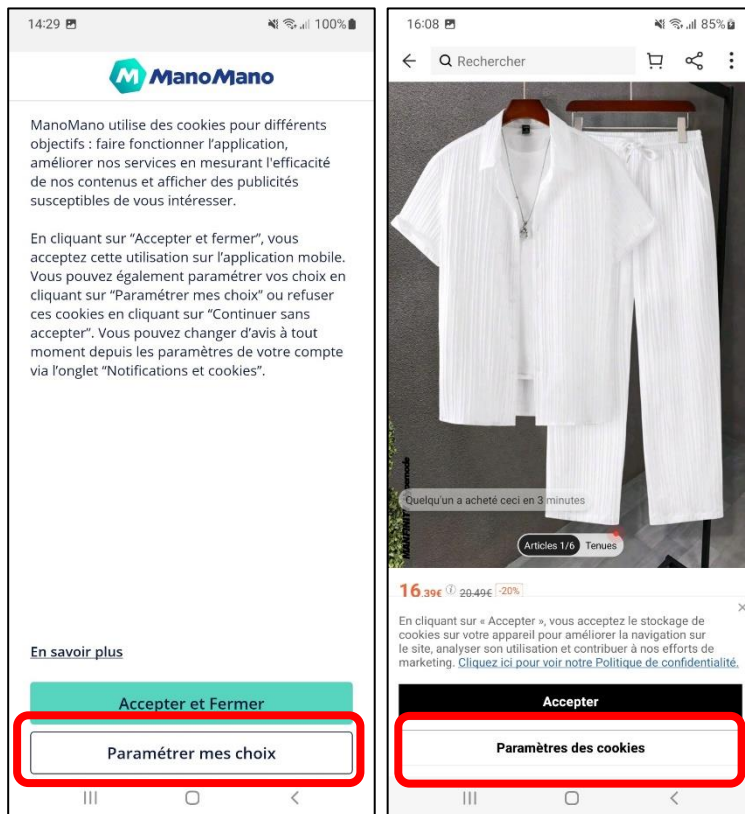 14:29
100%
ManoMano
ManoMano utilise des cookies pour différents
objectifs : faire fonctionner l'application,
améliorer nos services en mesurant l'efficacité
de nos contenus et afficher des publicités
susceptibles de vous intéresser.
En cliquant sur “Accepter et fermer”, vous
acceptez cette utilisation sur l’application mobile.
Vous pouvez également paramétrer vos choix en
cliquant sur “Paramétrer mes choix” ou refuser
ces cookies en cliquant sur “Continuer sans
accepter”. Vous pouvez changer d’avis à tout
moment depuis les paramètres de votre compte
via l’onglet “Notifications et cookies”.
En savoir plus
Accepter et Fermer
Paramétrer mes choix
16:08
85%
Rechercher
Quelqu'un a acheté ceci en 3 minutes
Articles 1/6 Tenues
16,39€ 20,49€ -20%
En cliquant sur « Accepter », vous acceptez le stockage de
cookies sur votre appareil pour améliorer la navigation sur
le site, analyser son utilisation et contribuer à nos efforts de
marketing. Cliquez ici pour voir notre Politique de confidentialité.
Accepter
Paramètres des cookies